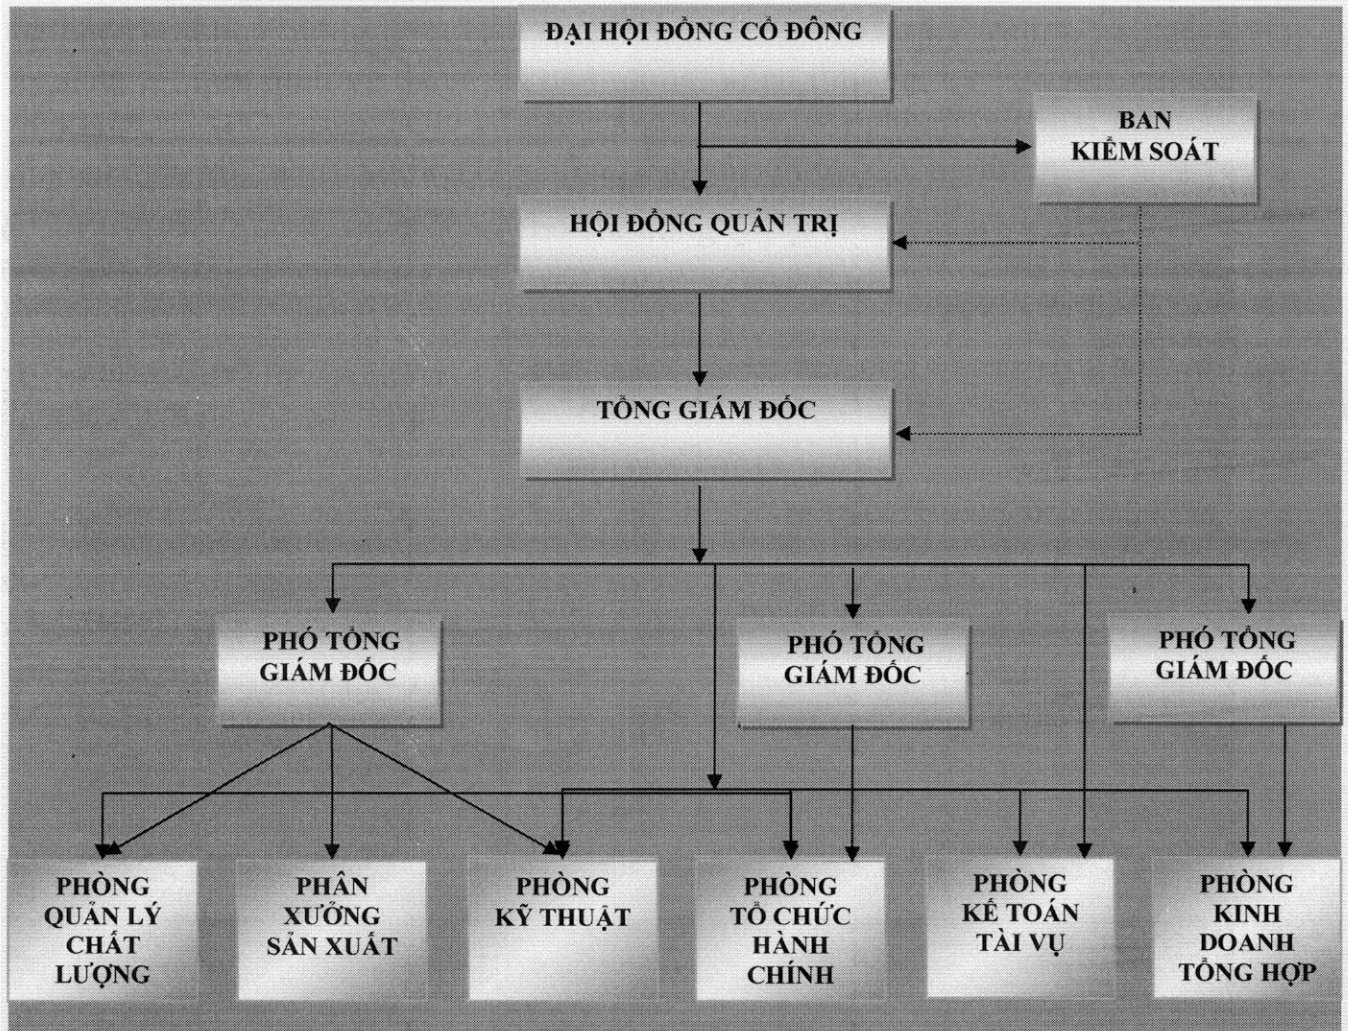 ĐẠI HỘI ĐỒNG CỔ ĐÔNG
BAN
KIỂM SOÁT
HỘI ĐỒNG QUẢN TRỊ
TỔNG GIÁM ĐỐC
PHÓ TỔNG
GIÁM ĐỐC
PHÓ TỔNG
GIÁM ĐỐC
PHÓ TỔNG
GIÁM ĐỐC
PHÒNG
QUẢN LÝ
CHẤT
LƯỢNG
PHÂN
XƯỞNG
SẢN XUẤT
PHÒNG
KỸ THUẬT
PHÒNG
TỔ CHỨC
HÀNH
CHÍNH
PHÒNG
KẾ TOÁN
TÀI VỤ
PHÒNG
KINH
DOANH
TỔNG HỢP